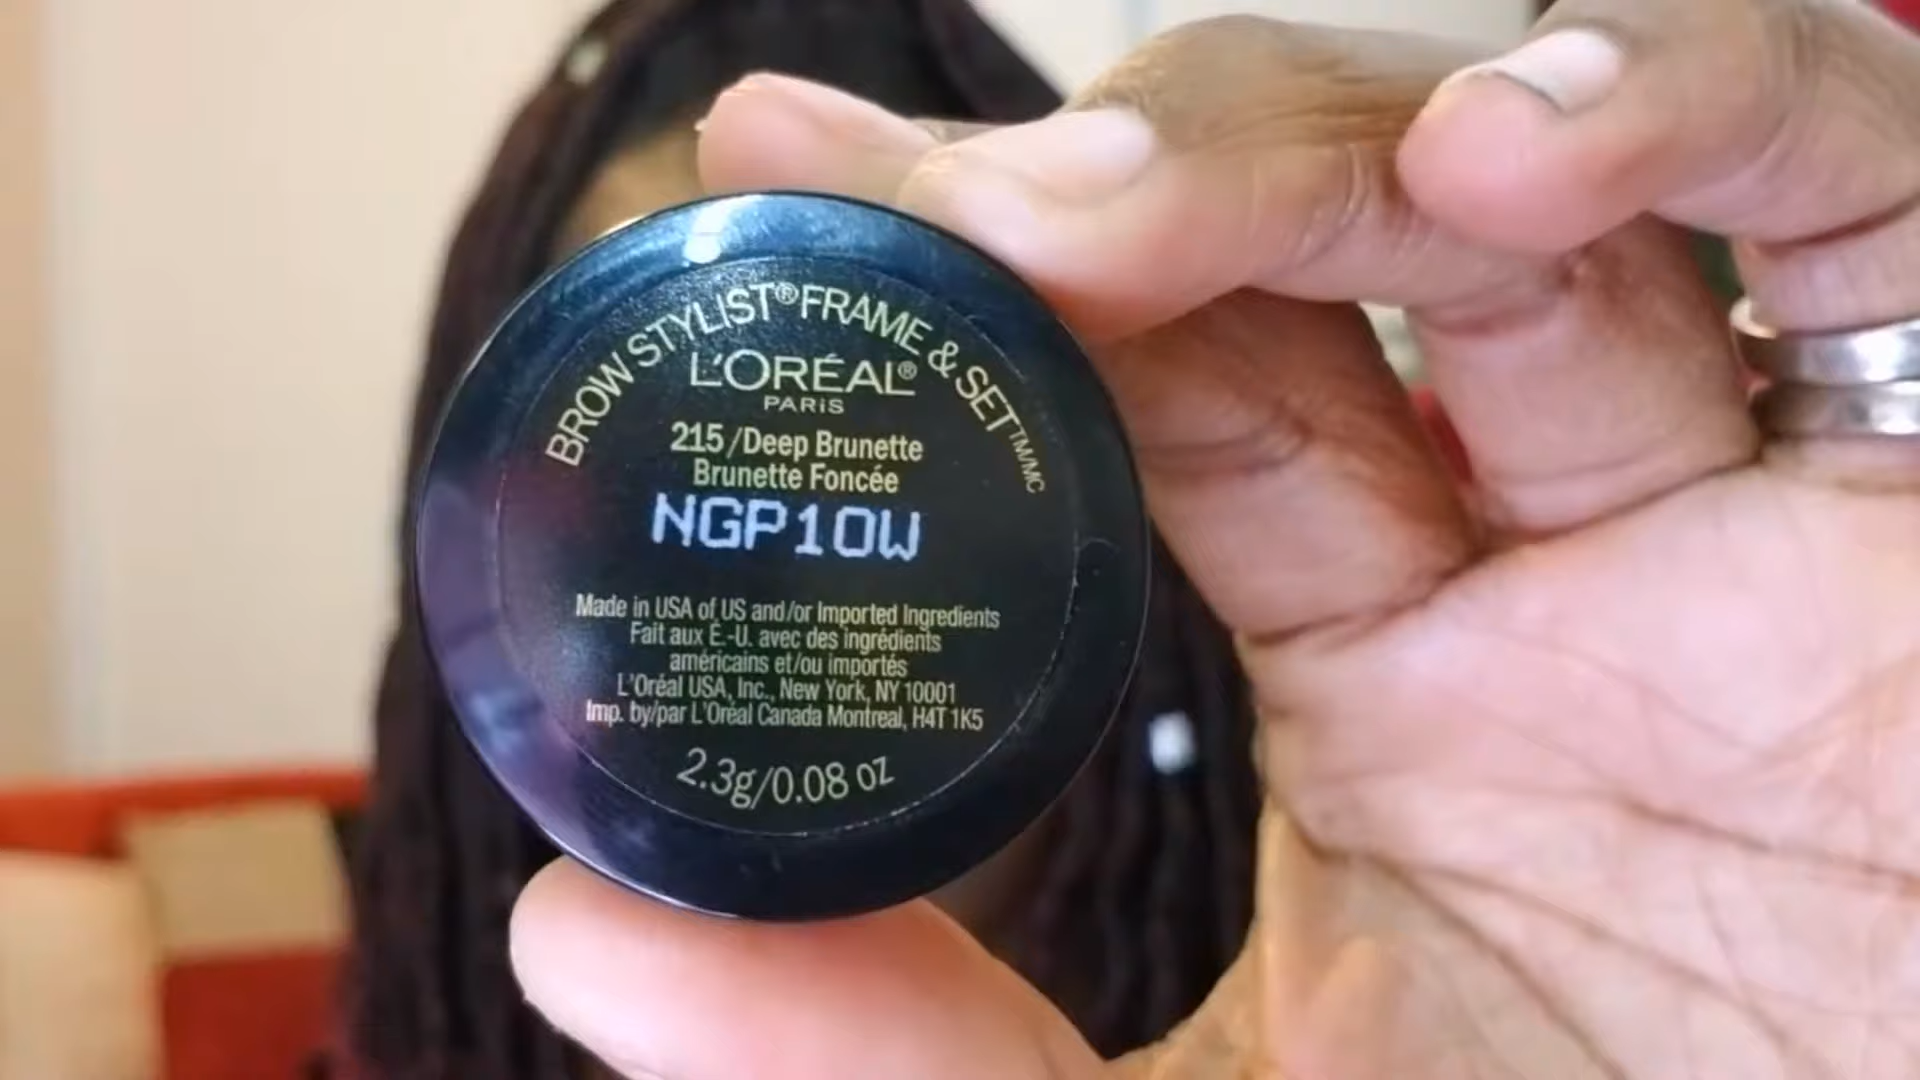 BROW STYLIST® FRAME & SET™/MC
L'ORÉAL®
PARIS
215/Deep Brunette
Brunette Foncée
NGP10W
Made in USA of US and/or Imported Ingredients
Fait aux É.-U. avec des ingrédients
américains et/ou importés
L'Oréal USA, Inc., New York, NY 10001
Imp. by/par L'Oréal Canada Montreal, H4T 1K5
2.3g/0.08 oz